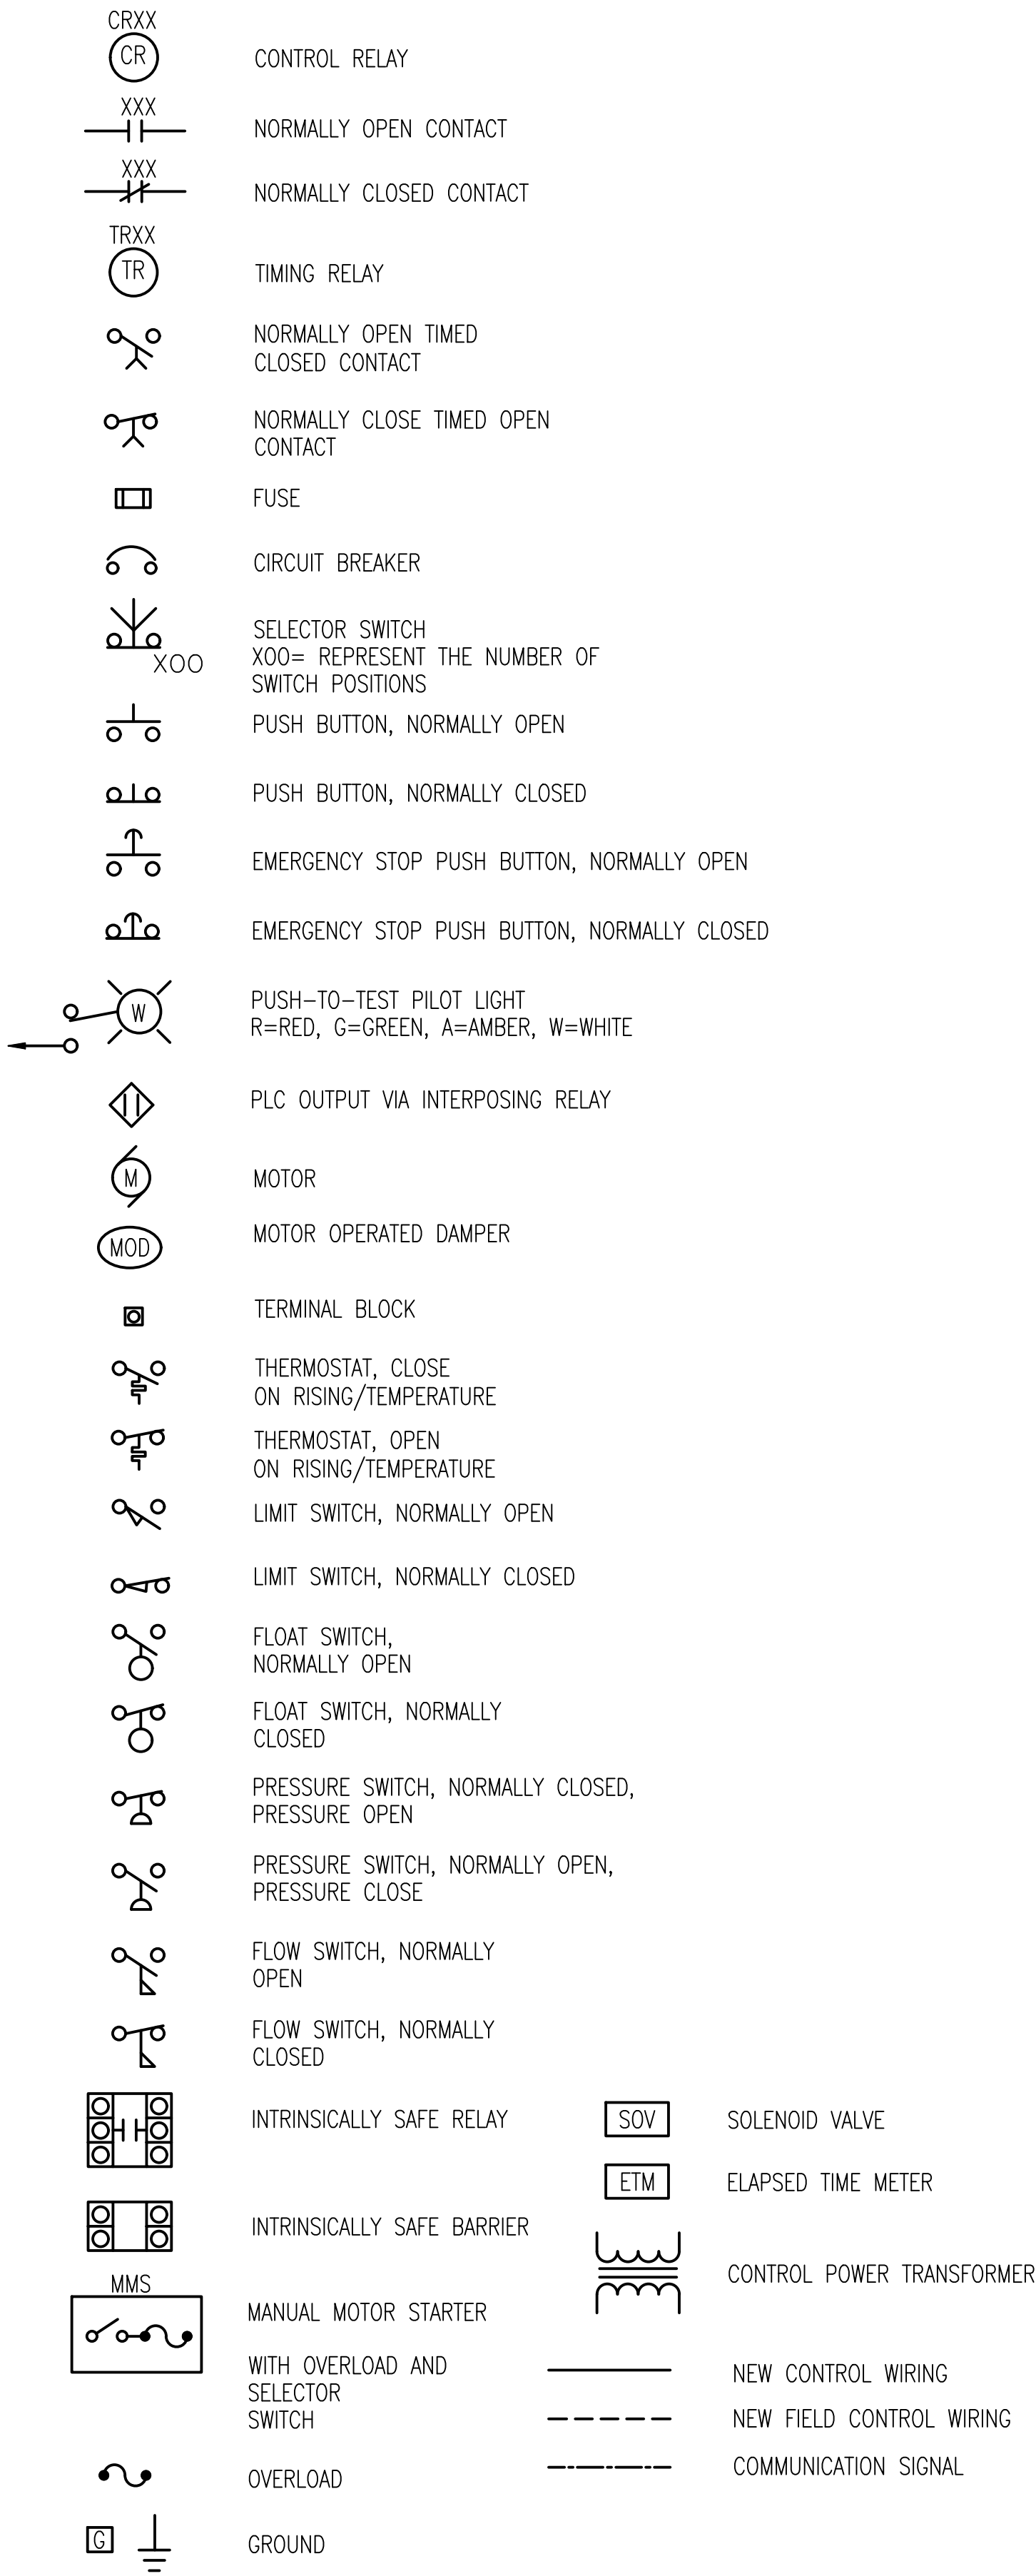 CRXX
CR
CONTROL RELAY
XXX
NORMALLY OPEN CONTACT
XXX
NORMALLY CLOSED CONTACT
TRXX
TR
TIMING RELAY
NORMALLY OPEN TIMED
CLOSED CONTACT
NORMALLY CLOSE TIMED OPEN
CONTACT
FUSE
CIRCUIT BREAKER
SELECTOR SWITCH
XOO
XOO= REPRESENT THE NUMBER OF
SWITCH POSITIONS
PUSH BUTTON, NORMALLY OPEN
PUSH BUTTON, NORMALLY CLOSED
EMERGENCY STOP PUSH BUTTON, NORMALLY OPEN
EMERGENCY STOP PUSH BUTTON, NORMALLY CLOSED
W
PUSH-TO-TEST PILOT LIGHT
R=RED, G=GREEN, A=AMBER, W=WHITE
PLC OUTPUT VIA INTERPOSING RELAY
M
MOTOR
MOD
MOTOR OPERATED DAMPER
TERMINAL BLOCK
THERMOSTAT, CLOSE
ON RISING/TEMPERATURE
THERMOSTAT, OPEN
ON RISING/TEMPERATURE
LIMIT SWITCH, NORMALLY OPEN
LIMIT SWITCH, NORMALLY CLOSED
FLOAT SWITCH,
NORMALLY OPEN
FLOAT SWITCH, NORMALLY
CLOSED
PRESSURE SWITCH, NORMALLY CLOSED,
PRESSURE OPEN
PRESSURE SWITCH, NORMALLY OPEN,
PRESSURE CLOSE
FLOW SWITCH, NORMALLY
OPEN
FLOW SWITCH, NORMALLY
CLOSED
INTRINSICALLY SAFE RELAY
INTRINSICALLY SAFE BARRIER
MMS
MANUAL MOTOR STARTER
WITH OVERLOAD AND
SELECTOR
SWITCH
OVERLOAD
G
GROUND
SOV
SOLENOID VALVE
ETM
ELAPSED TIME METER
CONTROL POWER TRANSFORMER
NEW CONTROL WIRING
NEW FIELD CONTROL WIRING
COMMUNICATION SIGNAL